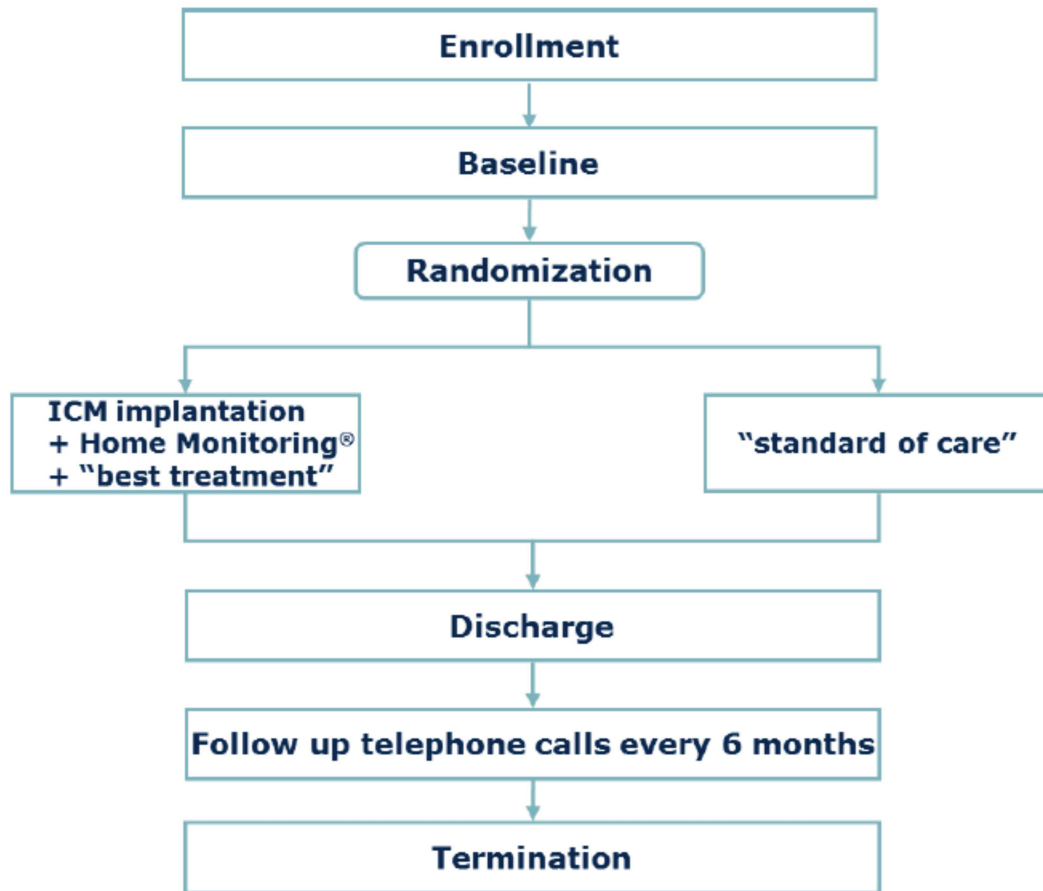 Enrollment
Baseline
Randomization
ICM implantation
+ Home Monitoring®
+ “best treatment”
“standard of care”
Discharge
Follow up telephone calls every 6 months
Termination